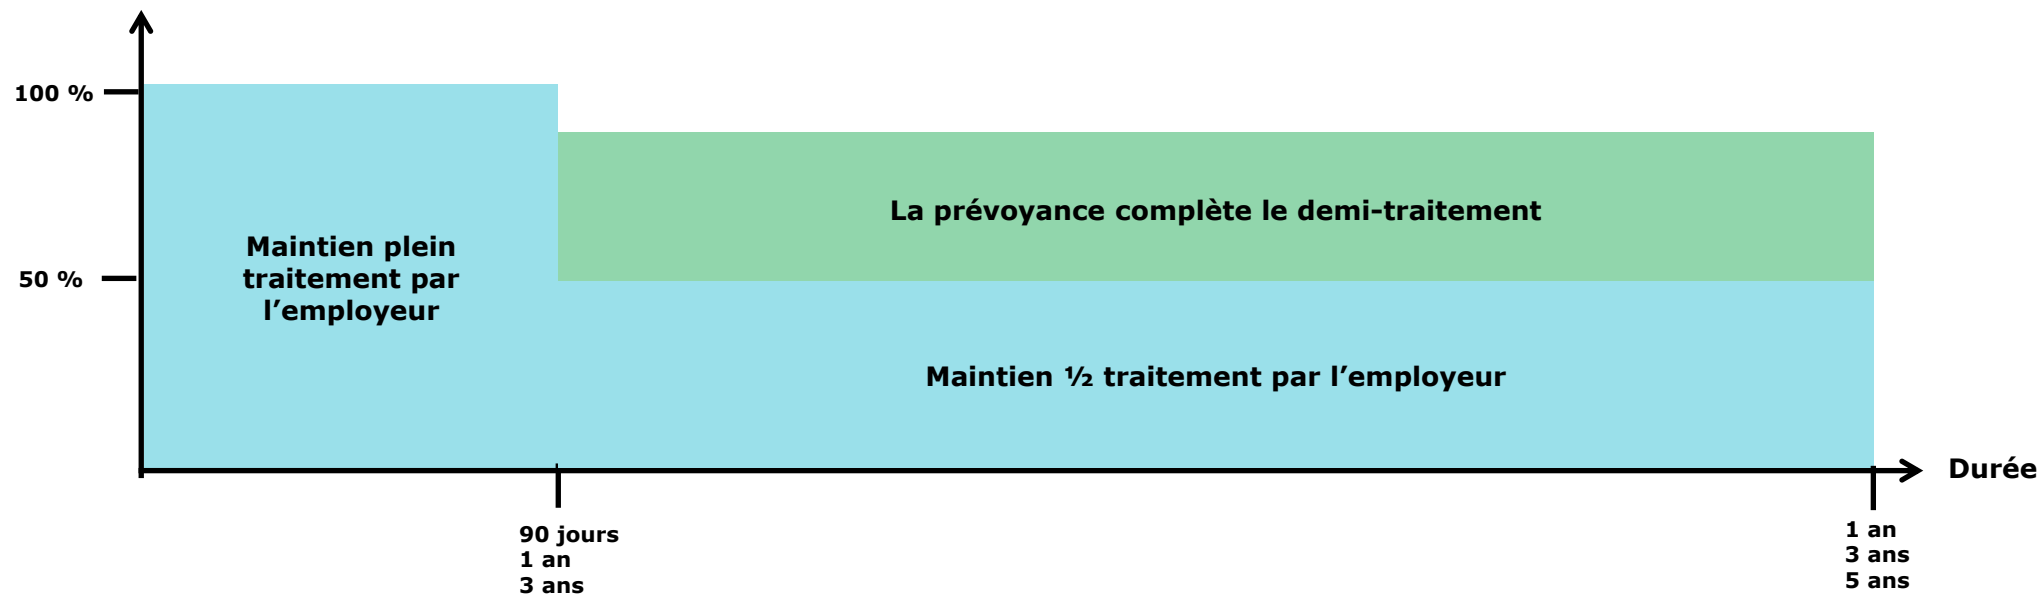 100 %
50 %
Maintien plein
traitement par
l’employeur
La prévoyance complète le demi-traitement
Maintien ½ traitement par l’employeur
Durée
90 jours
1 an
3 ans
1 an
3 ans
5 ans